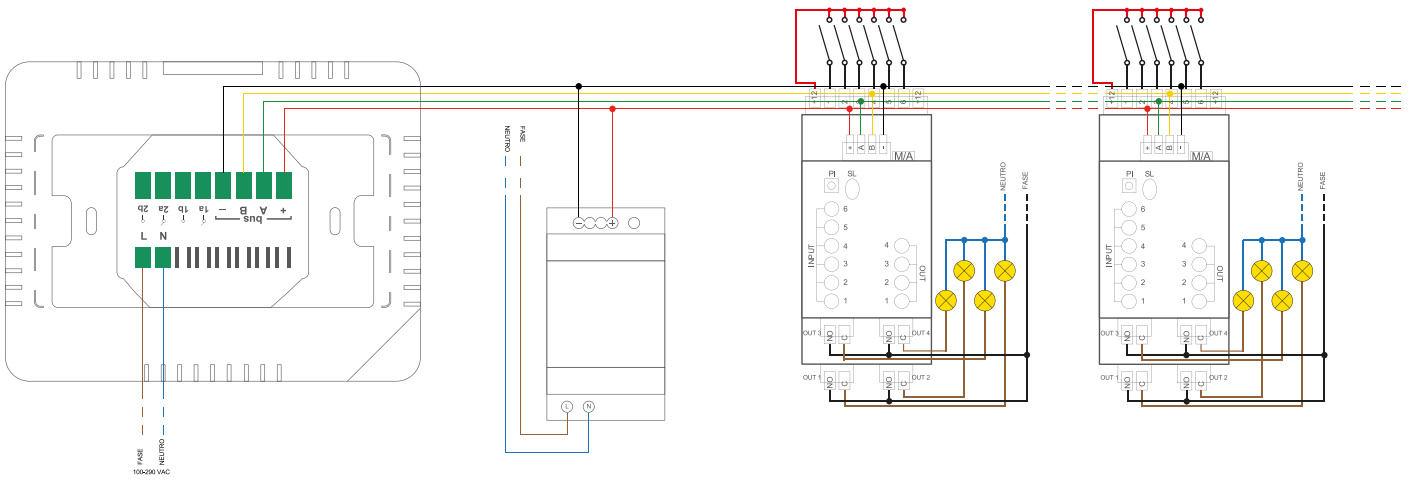 2b 2a 1b 1a − B A +
bus
L N
FASE
NEUTRO
100-290 VAC
NEUTRO
FASE
− +
L N
+12 1 2 3 4 5 6 +12
+ A B −
M/A
PI SL
NEUTRO
FASE
6
5
4 4
3 3
2 2
1 1
INPUT
OUT
OUT 3 NO C NO C OUT 4
OUT 1 NO C NO C OUT 2
+12 1 2 3 4 5 6 +12
+ A B −
M/A
PI SL
NEUTRO
FASE
6
5
4 4
3 3
2 2
1 1
INPUT
OUT
OUT 3 NO C NO C OUT 4
OUT 1 NO C NO C OUT 2